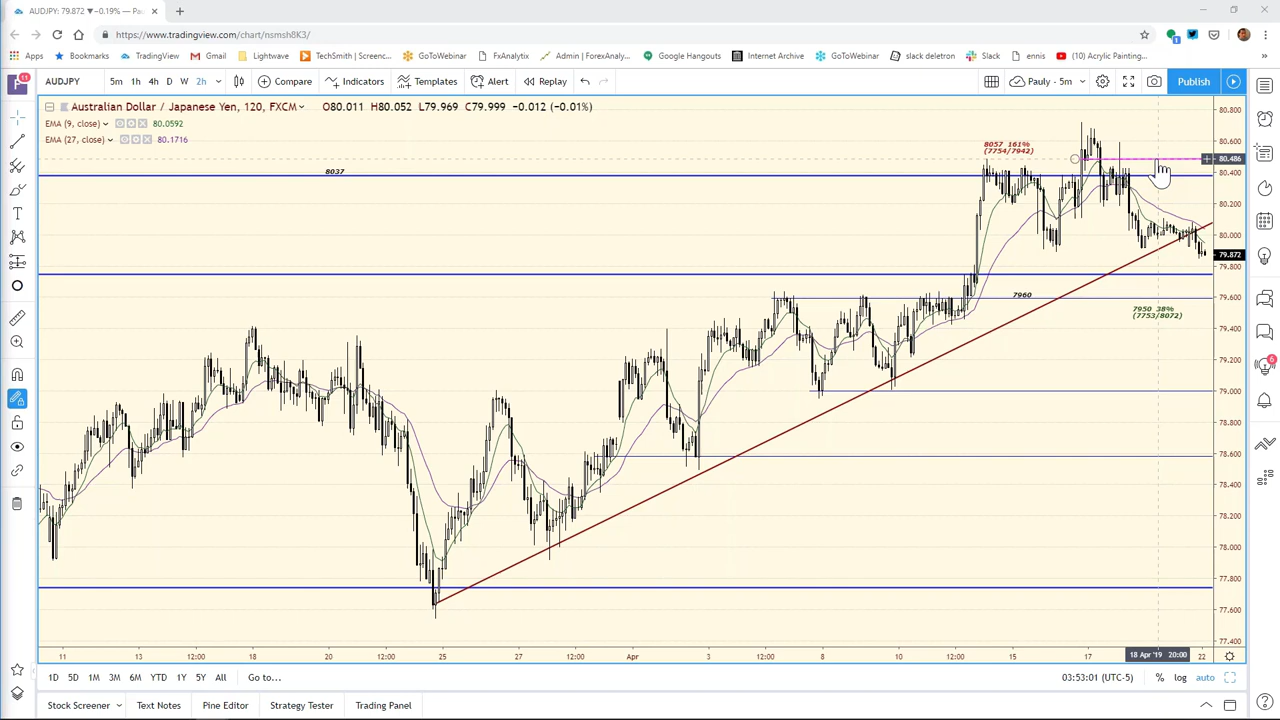 AUDJPY: 79.872 ▼−0.19% — Pau
https://www.tradingview.com/chart/nsmsh8K3/
Apps Bookmarks TradingView Gmail Lightwave TechSmith | Screenc... GoToWebinar FxAnalytix Admin | ForexAnaly... Google Hangouts Internet Archive GoToWebinar slack deletron Slack ennis (10) Acrylic Painting... »
P 11 AUDJPY 5m 1h 4h D W 2h Compare Indicators Templates Alert Replay Pauly - 5m Publish
Australian Dollar / Japanese Yen, 120, FXCM O80.011 H80.052 L79.969 C79.999 −0.012 (−0.01%)
EMA (9, close) 80.0592
EMA (27, close) 80.1716
80.800
80.600
8057 161%
(7754/7942)
80.486
80.400
8037
80.200
80.000
79.872
79.800
79.600
7960
7950 38%
(7753/8072)
79.400
79.200
79.000
78.800
78.600
78.400
78.200
78.000
77.800
77.600
77.400
11 13 12:00 18 12:00 20 12:00 25 27 12:00 Apr 3 12:00 8 10 12:00 15 17 18 Apr '19 20:00 22
1D 5D 1M 3M 6M YTD 1Y 5Y All Go to... 03:53:01 (UTC-5) % log auto
Stock Screener Text Notes Pine Editor Strategy Tester Trading Panel
6